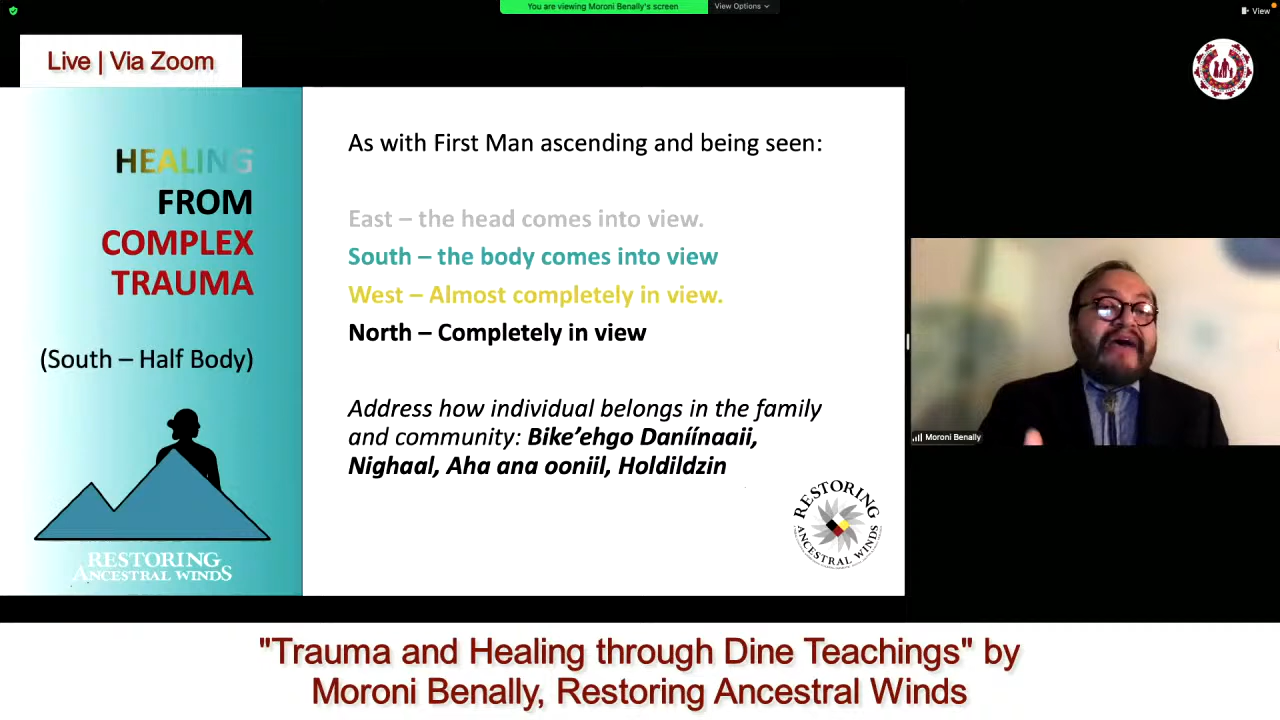 You are viewing Moroni Benally's screen
View Options
View
Live | Via Zoom
HEALING
FROM
COMPLEX
TRAUMA
(South – Half Body)
RESTORING
ANCESTRAL WINDS
As with First Man ascending and being seen:
East – the head comes into view.
South – the body comes into view
West – Almost completely in view.
North – Completely in view
Address how individual belongs in the family
and community: Bike’ehgo Daníínaaii,
Nighaal, Aha ana ooniil, Holdildzin
RESTORING
ANCESTRAL WINDS
Moroni Benally
"Trauma and Healing through Dine Teachings" by
Moroni Benally, Restoring Ancestral Winds